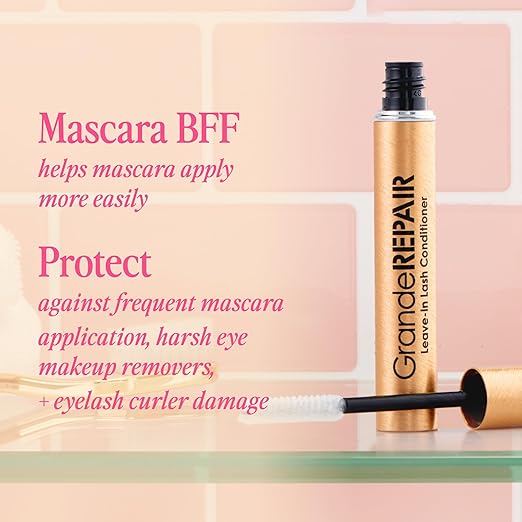 Mascara BFF
helps mascara apply
more easily
Protect
against frequent mascara
application, harsh eye
makeup removers,
+ eyelash curler damage
GrandeREPAIR
Leave-In Lash Conditioner